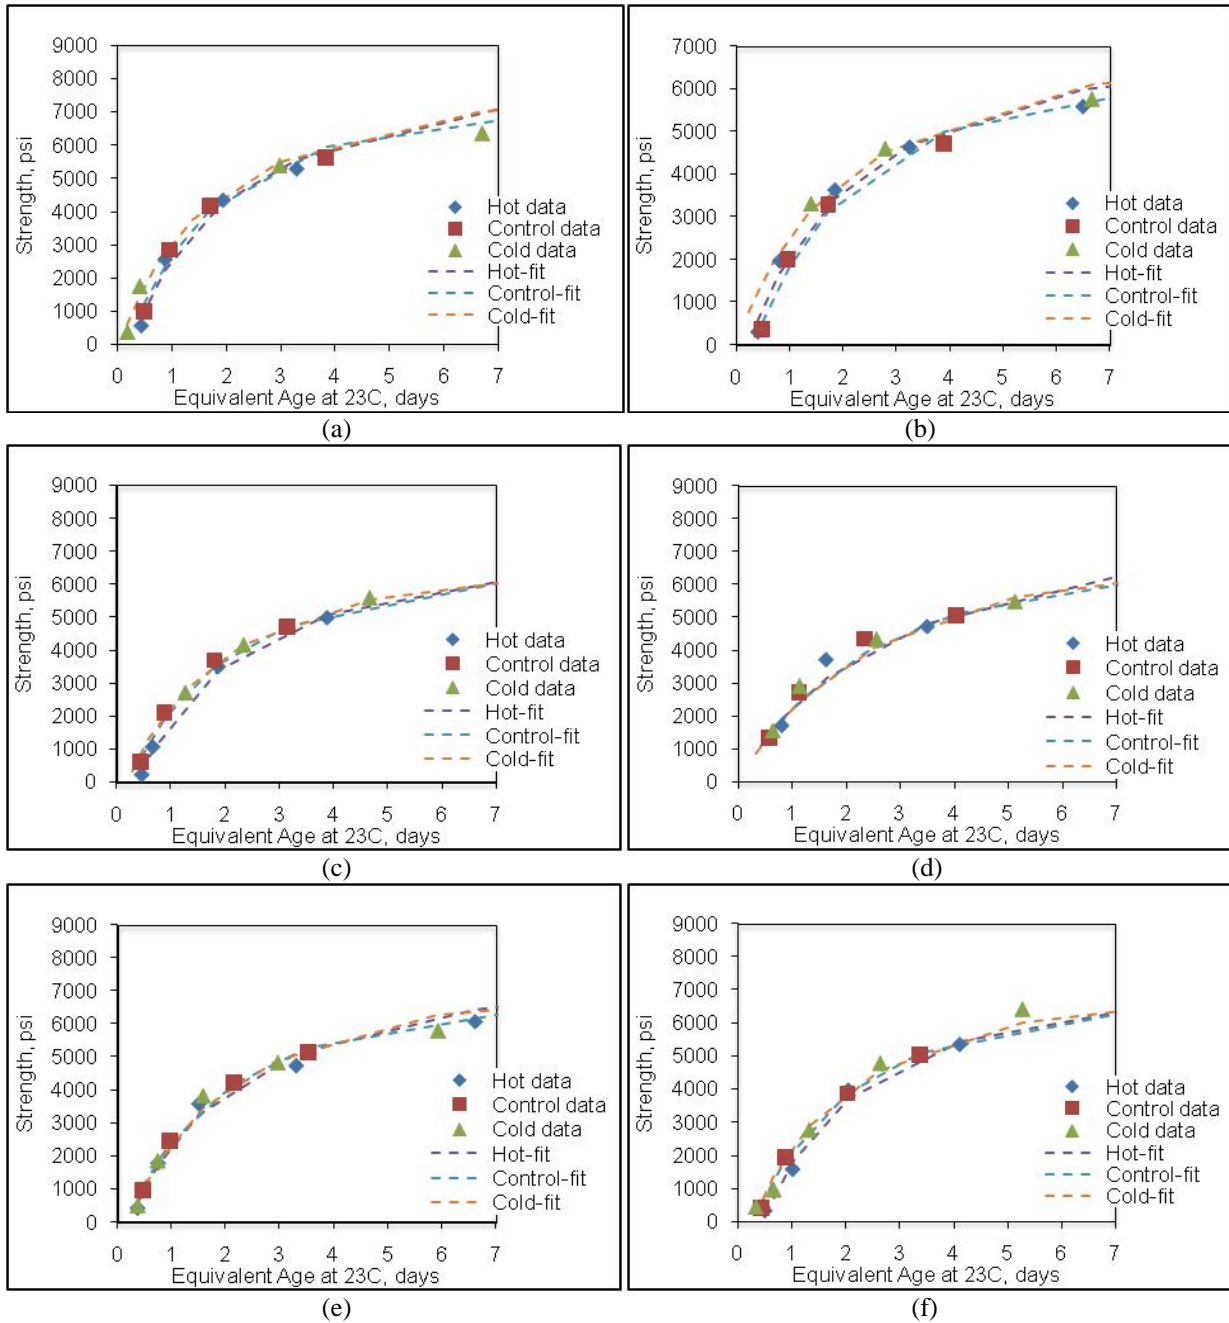 9000
8000
7000
6000
5000
4000
3000
2000
1000
0
Strength, psi
Hot data
Control data
Cold data
Hot-fit
Control-fit
Cold-fit
0 1 2 3 4 5 6 7
Equivalent Age at 23C, days
(a)
7000
6000
5000
4000
3000
2000
1000
0
Strength, psi
Hot data
Control data
Cold data
Hot-fit
Control-fit
Cold-fit
0 1 2 3 4 5 6 7
Equivalent Age at 23C, days
(b)
9000
8000
7000
6000
5000
4000
3000
2000
1000
0
Strength, psi
Hot data
Control data
Cold data
Hot-fit
Control-fit
Cold-fit
0 1 2 3 4 5 6 7
Equivalent Age at 23C, days
(c)
9000
8000
7000
6000
5000
4000
3000
2000
1000
0
Strength, psi
Hot data
Control data
Cold data
Hot-fit
Control-fit
Cold-fit
0 1 2 3 4 5 6 7
Equivalent Age at 23C, days
(d)
9000
8000
7000
6000
5000
4000
3000
2000
1000
0
Strength, psi
Hot data
Control data
Cold data
Hot-fit
Control-fit
Cold-fit
0 1 2 3 4 5 6 7
Equivalent Age at 23C, days
(e)
9000
8000
7000
6000
5000
4000
3000
2000
1000
0
Strength, psi
Hot data
Control data
Cold data
Hot-fit
Control-fit
Cold-fit
0 1 2 3 4 5 6 7
Equivalent Age at 23C, days
(f)